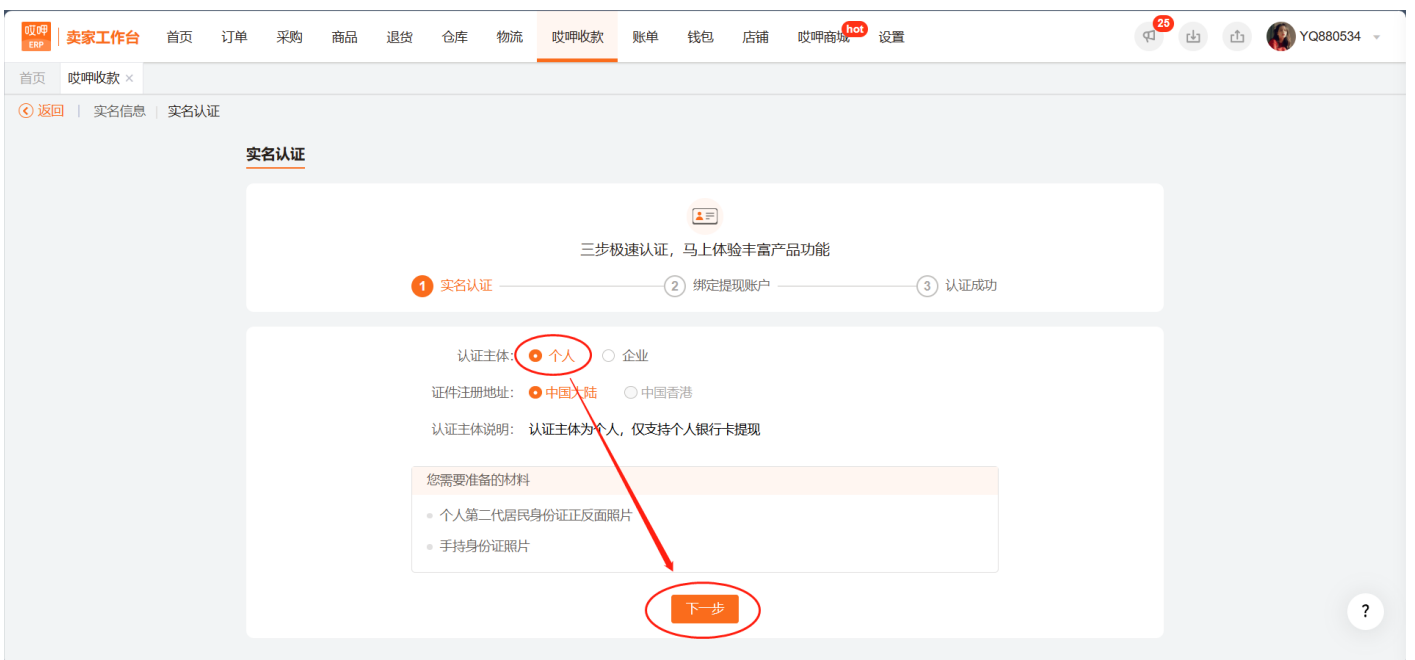 哎呷
ERP
卖家工作台 首页 订单 采购 商品 退货 仓库 物流 哎呷收款 账单 钱包 店铺 哎呷商城 hot 设置 25 YQ880534
首页 哎呷收款 ×
返回 | 实名信息 | 实名认证
实名认证
三步极速认证，马上体验丰富产品功能
1 实名认证 2 绑定提现账户 3 认证成功
认证主体: 个人 企业
证件注册地址: 中国大陆 中国香港
认证主体说明: 认证主体为个人，仅支持个人银行卡提现
您需要准备的材料
个人第二代居民身份证正反面照片
手持身份证照片
下一步
?